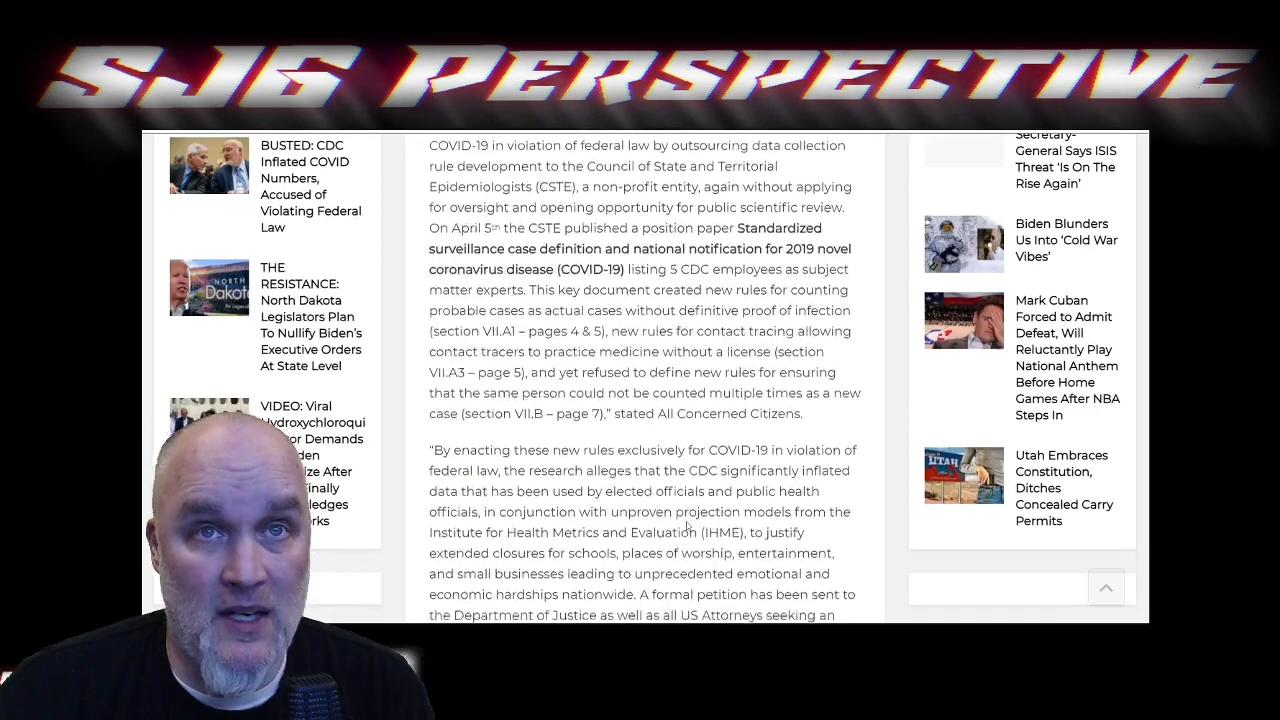 SJG PERSPECTIVE
BUSTED: CDC
Inflated COVID
Numbers,
Accused of
Violating Federal
Law
THE
RESISTANCE:
North Dakota
Legislators Plan
To Nullify Biden's
Executive Orders
At State Level
VIDEO: Viral
Hydroxychloroqui
Demands
After
COVID-19 in violation of federal law by outsourcing data collection
rule development to the Council of State and Territorial
Epidemiologists (CSTE), a non-profit entity, again without applying
for oversight and opening opportunity for public scientific review.
On April 5th the CSTE published a position paper Standardized
surveillance case definition and national notification for 2019 novel
coronavirus disease (COVID-19) listing 5 CDC employees as subject
matter experts. This key document created new rules for counting
probable cases as actual cases without definitive proof of infection
(section VII.A1 – pages 4 & 5), new rules for contact tracing allowing
contact tracers to practice medicine without a license (section
VII.A3 – page 5), and yet refused to define new rules for ensuring
that the same person could not be counted multiple times as a new
case (section VII.B – page 7),” stated All Concerned Citizens.
“By enacting these new rules exclusively for COVID-19 in violation of
federal law, the research alleges that the CDC significantly inflated
data that has been used by elected officials and public health
officials, in conjunction with unproven projection models from the
Institute for Health Metrics and Evaluation (IHME), to justify
extended closures for schools, places of worship, entertainment,
and small businesses leading to unprecedented emotional and
economic hardships nationwide. A formal petition has been sent to
the Department of Justice as well as all US Attorneys seeking an
Secretary-
General Says ISIS
Threat ‘Is On The
Rise Again’
Biden Blunders
Us Into ‘Cold War
Vibes’
Mark Cuban
Forced to Admit
Defeat, Will
Reluctantly Play
National Anthem
Before Home
Games After NBA
Steps In
Utah Embraces
Constitution,
Ditches
Concealed Carry
Permits
NORTH
Dakota
UTAH